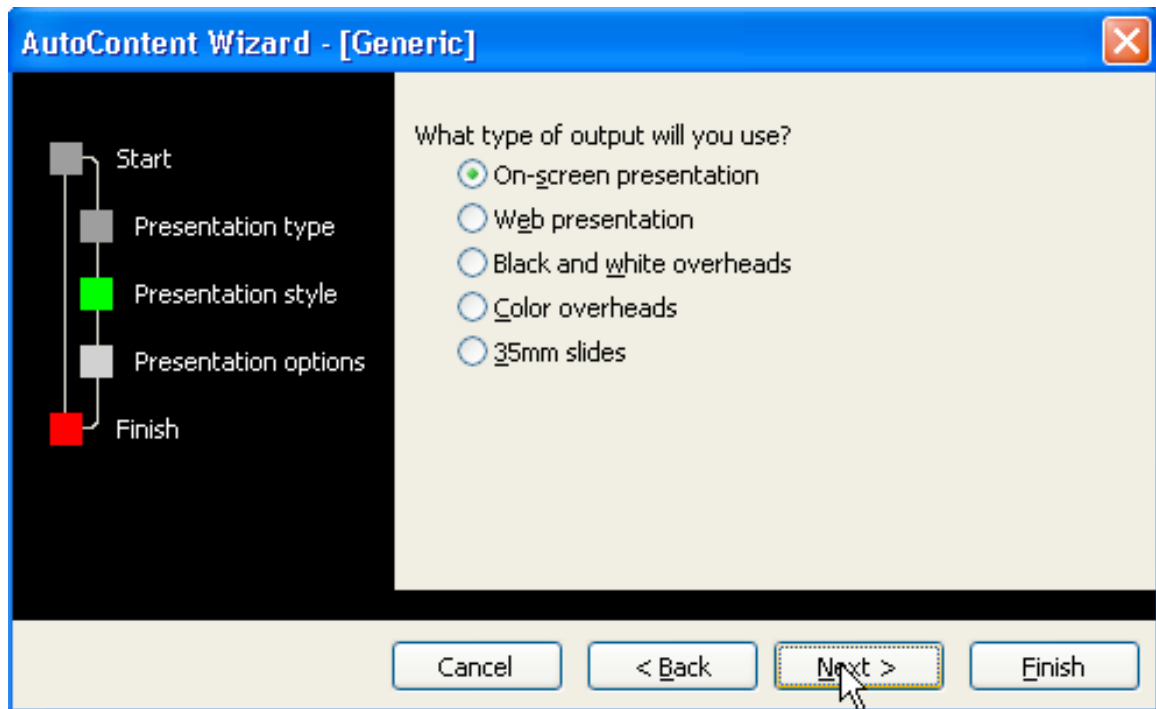 AutoContent Wizard - [Generic]
Start
Presentation type
Presentation style
Presentation options
Finish
What type of output will you use?
On-screen presentation
Web presentation
Black and white overheads
Color overheads
35mm slides
Cancel
< Back
Next >
Finish